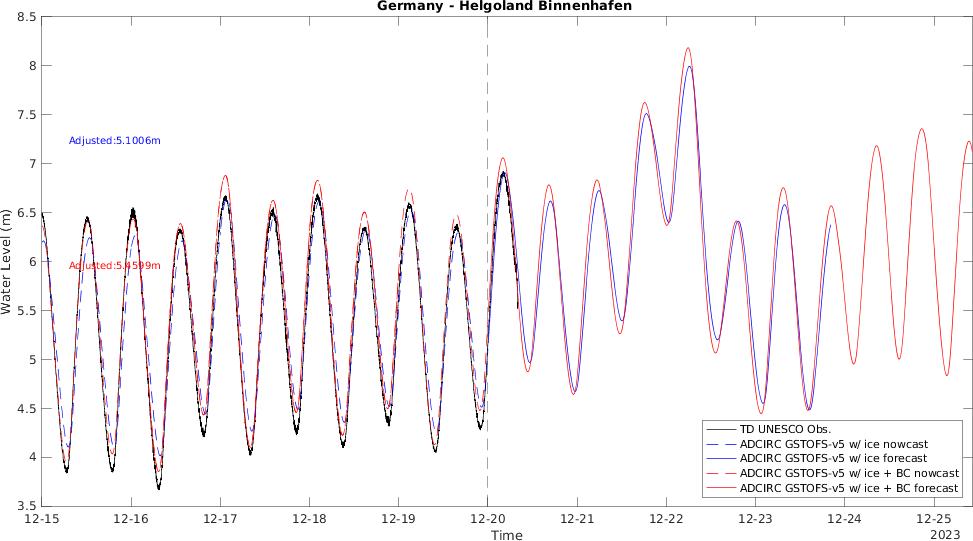 Germany - Helgoland Binnenhafen
8.5
8
7.5
7
6.5
6
5.5
5
4.5
4
3.5
Water Level (m)
Adjusted:5.1006m
Adjusted:5.4599m
TD UNESCO Obs.
ADCIRC GSTOFS-v5 w/ ice nowcast
ADCIRC GSTOFS-v5 w/ ice forecast
ADCIRC GSTOFS-v5 w/ ice + BC nowcast
ADCIRC GSTOFS-v5 w/ ice + BC forecast
12-15 12-16 12-17 12-18 12-19 12-20 12-21 12-22 12-23 12-24 12-25
Time 2023